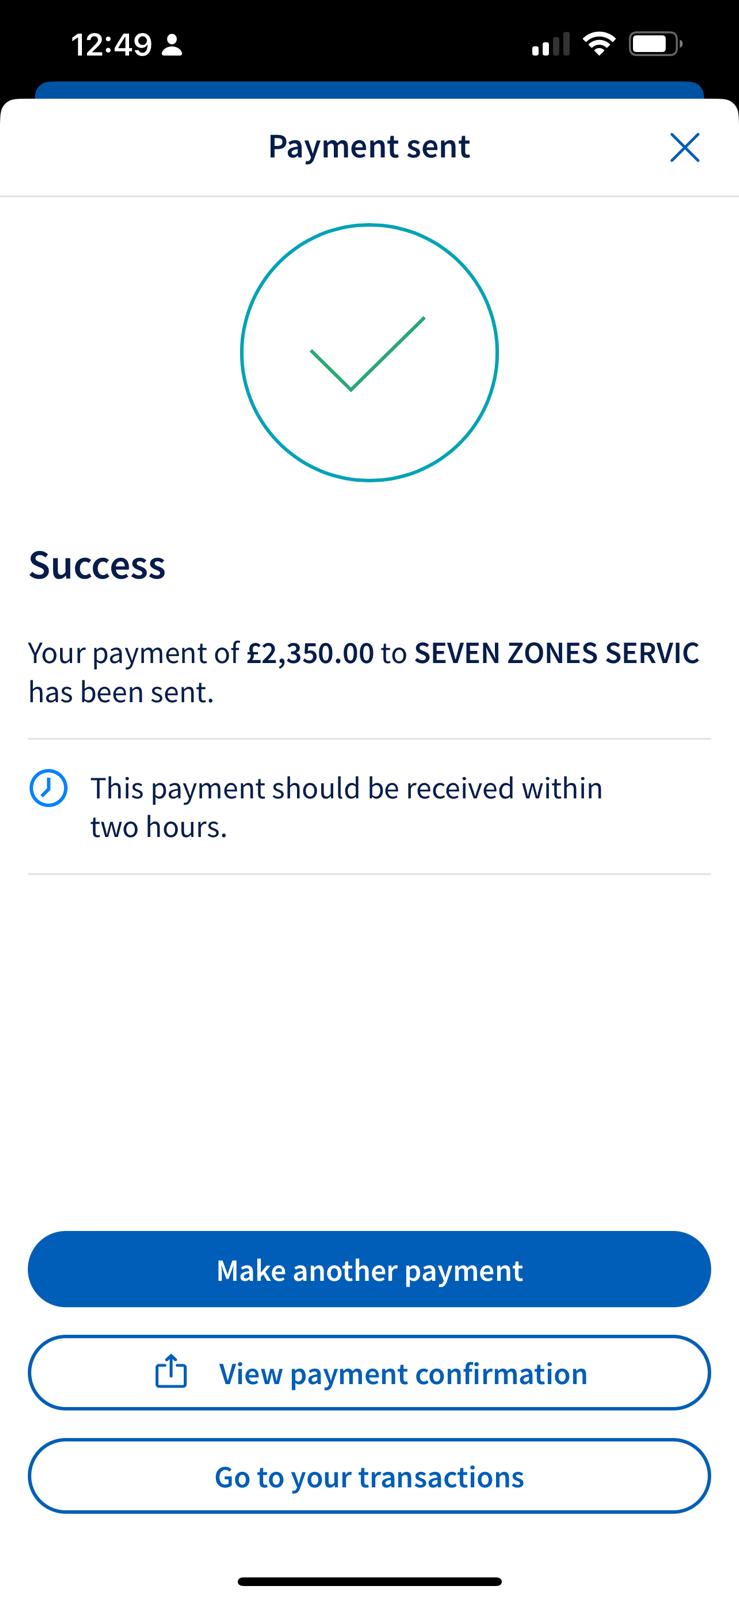 12:49
Payment sent
Success
Your payment of £2,350.00 to SEVEN ZONES SERVIC
has been sent.
This payment should be received within
two hours.
Make another payment
View payment confirmation
Go to your transactions